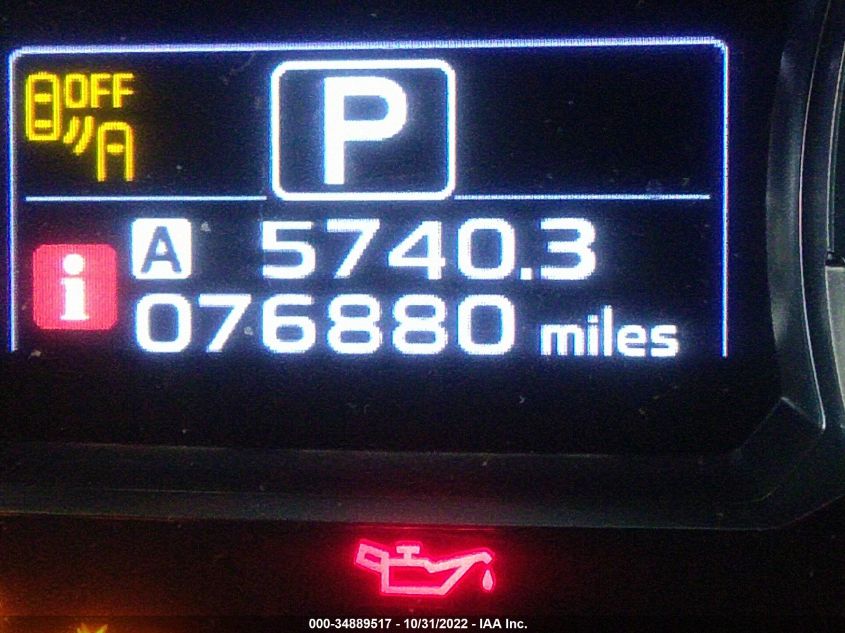 OFF
P
A 5740.3
i 076880 miles
000-34889517 - 10/31/2022 - IAA Inc.